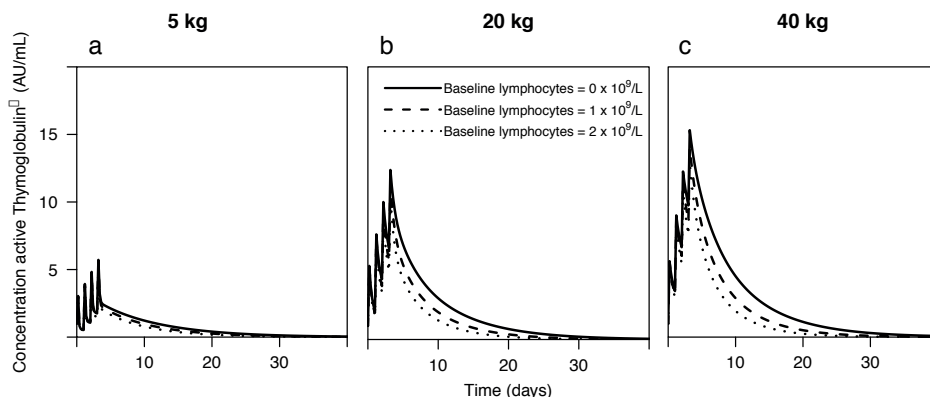 5 kg
20 kg
40 kg
a
b
c
Concentration active Thymoglobulin□ (AU/mL)
15
10
5
Baseline lymphocytes = 0 x 10⁹/L
Baseline lymphocytes = 1 x 10⁹/L
Baseline lymphocytes = 2 x 10⁹/L
10
20
30
10
20
30
10
20
30
Time (days)